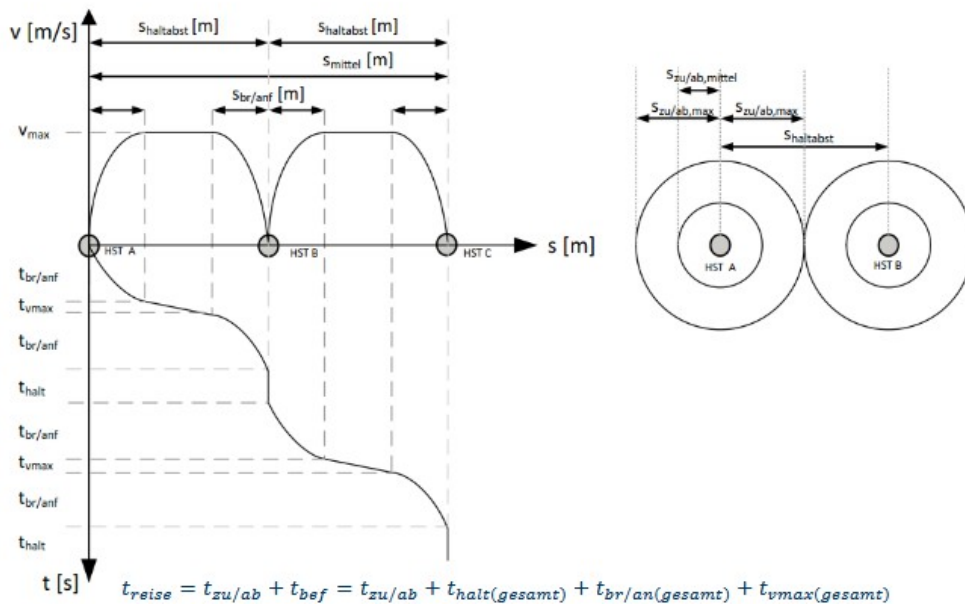 v [m/s]
s_haltabst [m] s_haltabst [m]
s_mittel [m]
s_br/anf [m]
v_max
HST A HST B HST C s [m]
t_br/anf
t_vmax
t_br/anf
t_halt
t_br/anf
t_vmax
t_br/anf
t_halt
t [s]
s_zu/ab,mittel
s_zu/ab,max s_zu/ab,max
s_haltabst
HST A HST B
t_reise = t_zu/ab + t_bef = t_zu/ab + t_halt(gesamt) + t_br/an(gesamt) + t_vmax(gesamt)